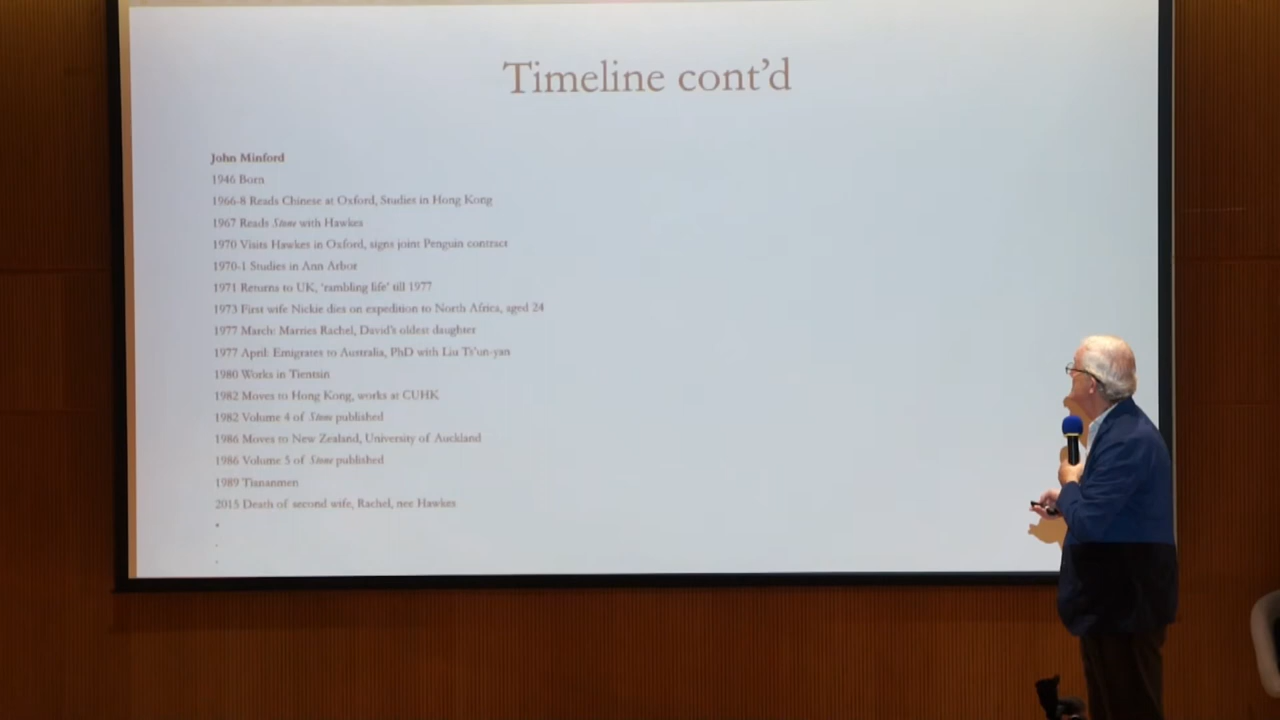 Timeline cont'd
John Minford
1946 Born
1966-8 Reads Chinese at Oxford, Studies in Hong Kong
1967 Reads Stone with Hawkes
1970 Visits Hawkes in Oxford, signs joint Penguin contract
1970-1 Studies in Ann Arbor
1971 Returns to UK, 'rambling life' till 1977
1973 First wife Nickie dies on expedition to North Africa, aged 24
1977 March: Marries Rachel, David's oldest daughter
1977 April: Emigrates to Australia, PhD with Liu Ts'un-yan
1980 Works in Tientsin
1982 Moves to Hong Kong, works at CUHK
1982 Volume 4 of Stone published
1986 Moves to New Zealand, University of Auckland
1986 Volume 5 of Stone published
1989 Tiananmen
2015 Death of second wife, Rachel, nee Hawkes